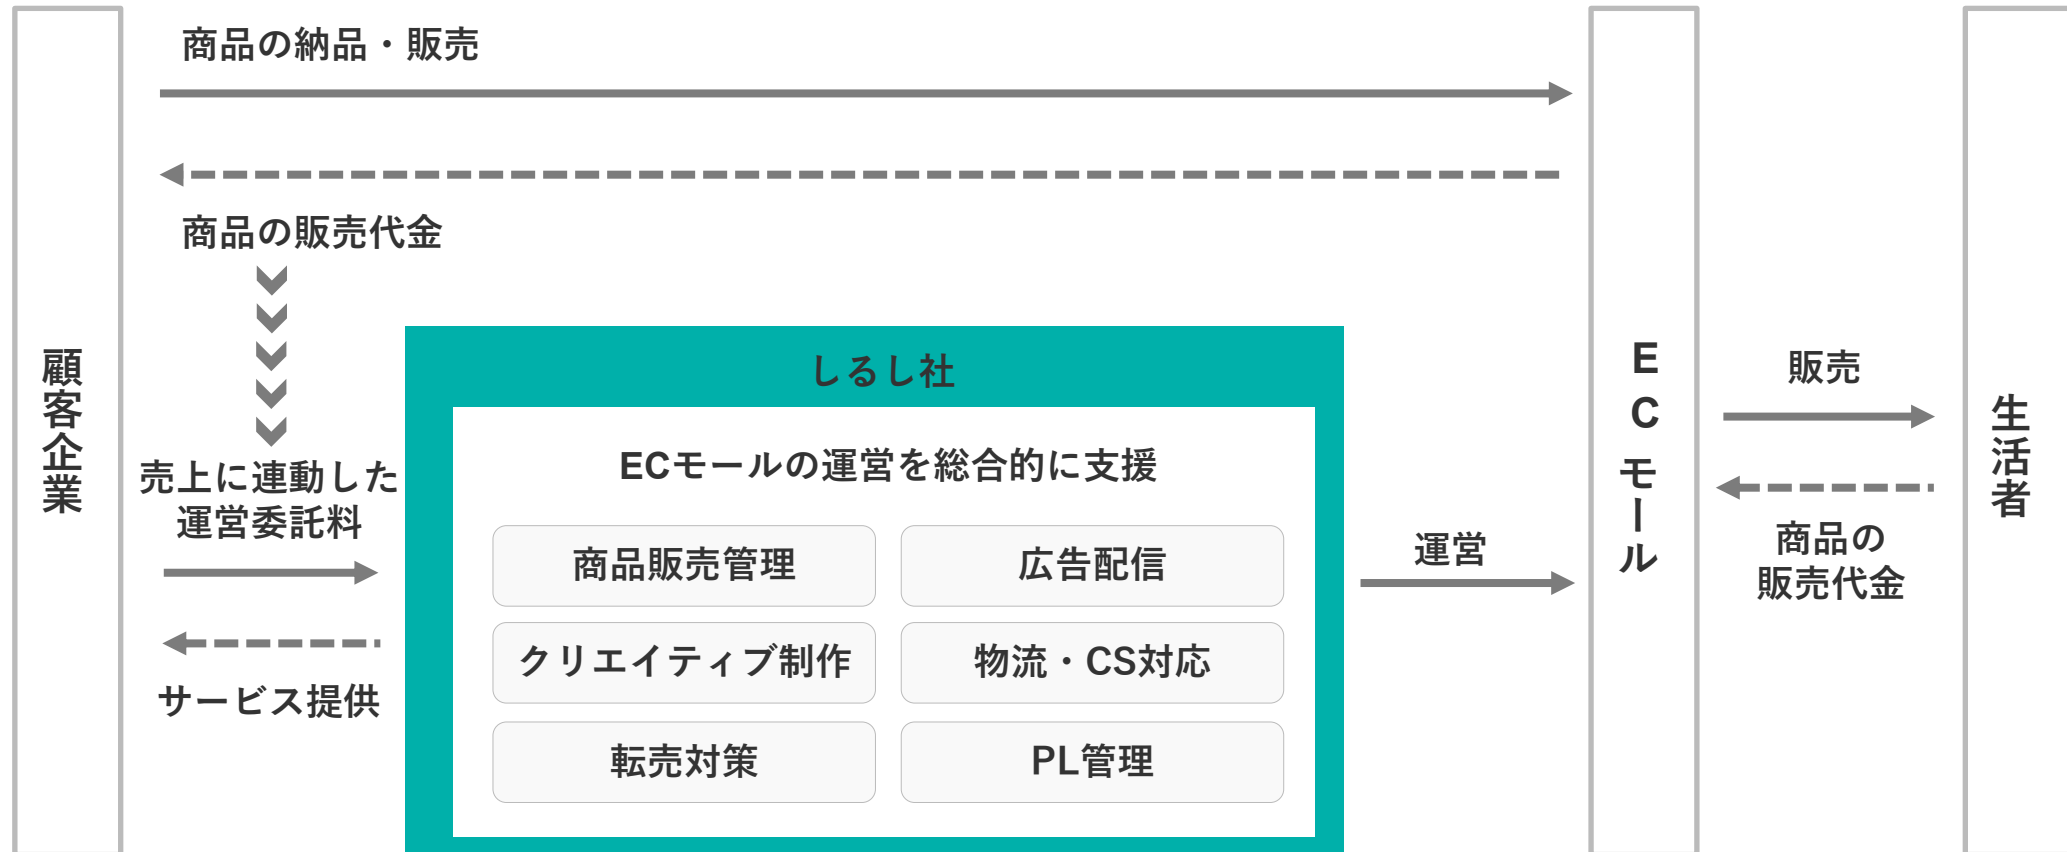 商品の納品・販売
商品の販売代金
顧客企業
売上に連動した
運営委託料
サービス提供
しるし社
ECモールの運営を総合的に支援
商品販売管理
広告配信
クリエイティブ制作
物流・CS対応
転売対策
PL管理
運営
ECモール
販売
商品の
販売代金
生活者